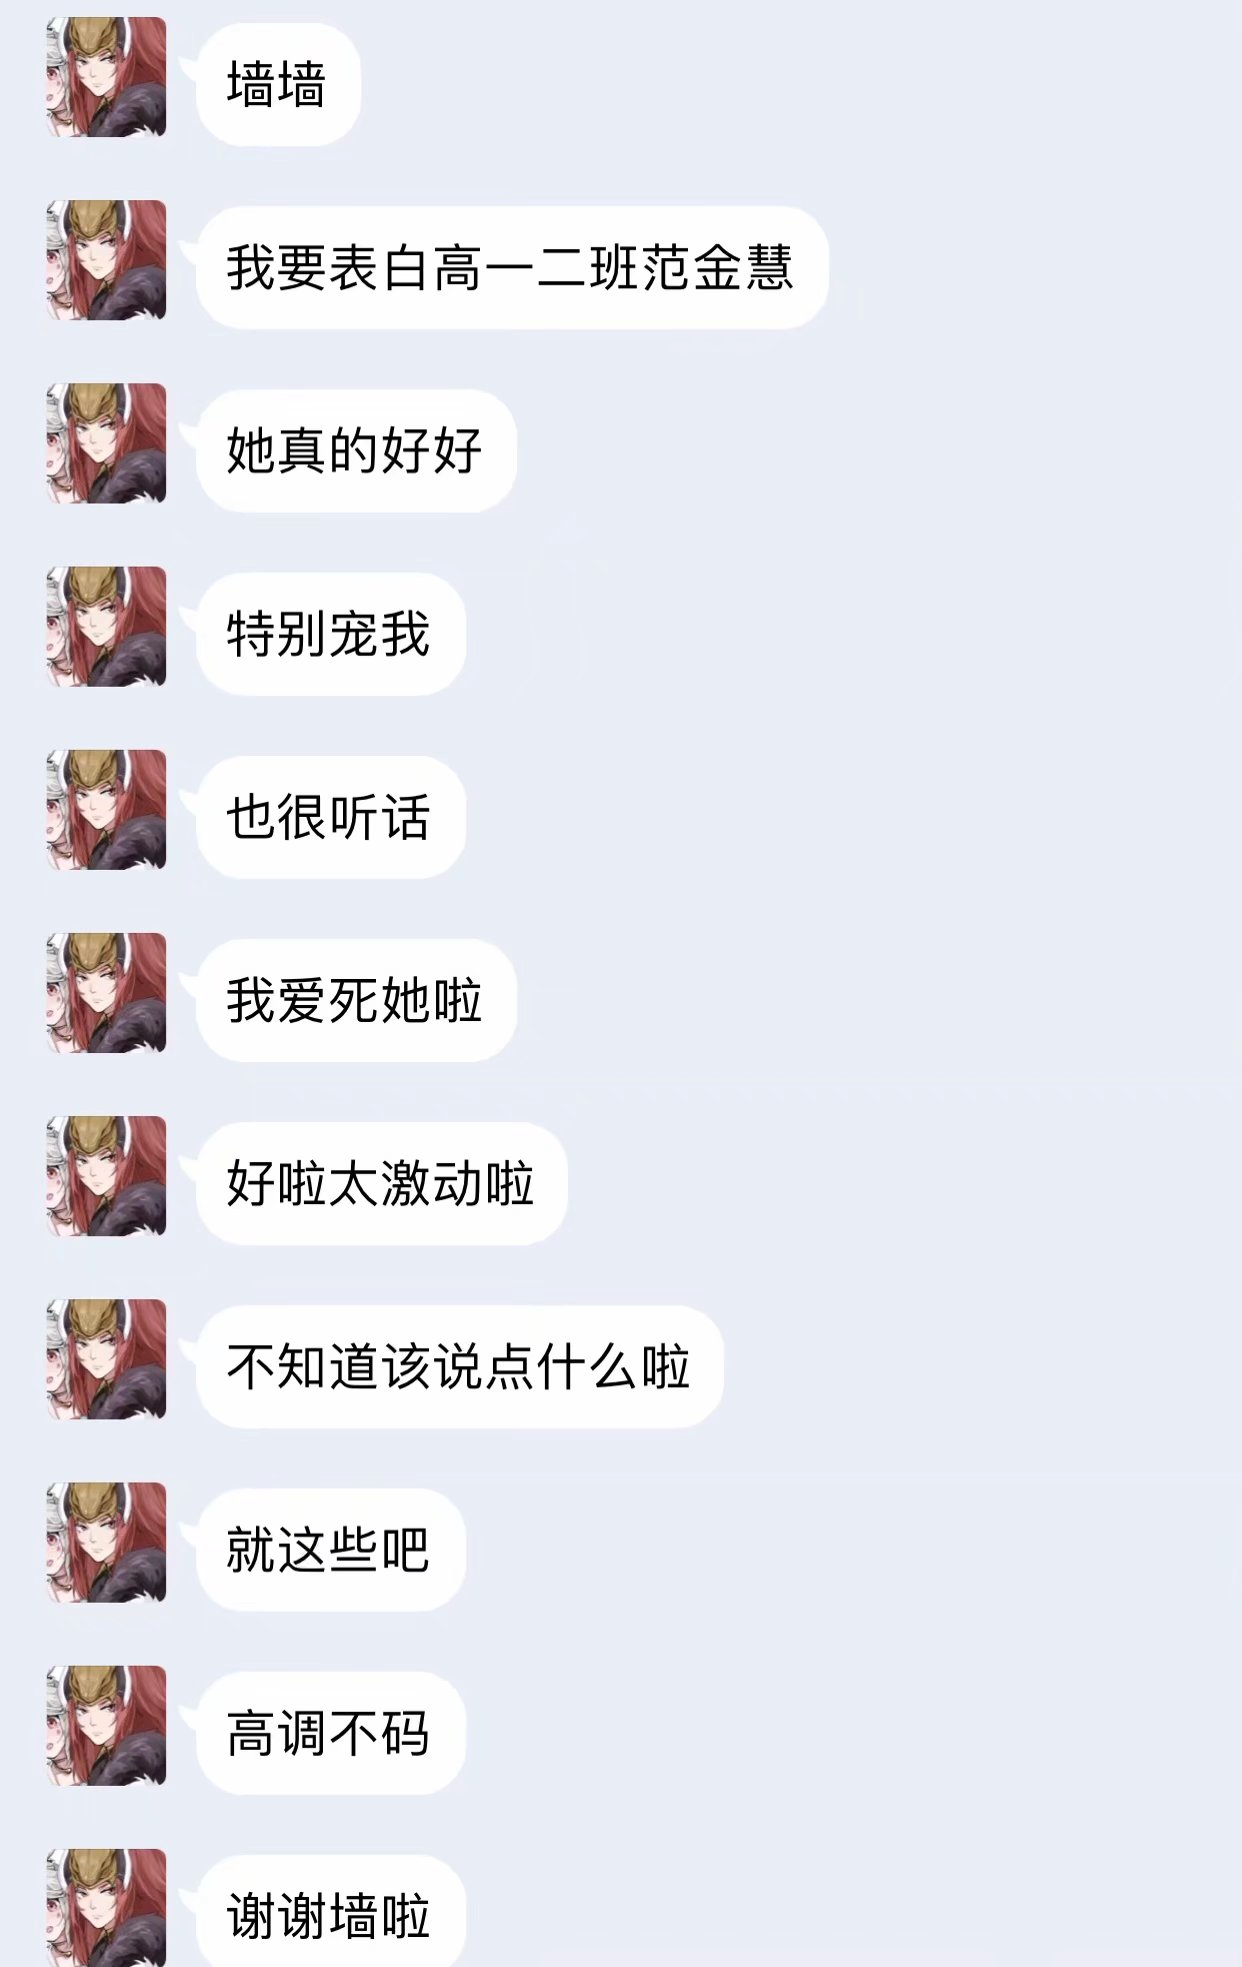 墙墙
我要表白高一二班范金慧
她真的好好
特别宠我
也很听话
我爱死她啦
好啦太激动啦
不知道该说点什么啦
就这些吧
高调不码
谢谢墙啦